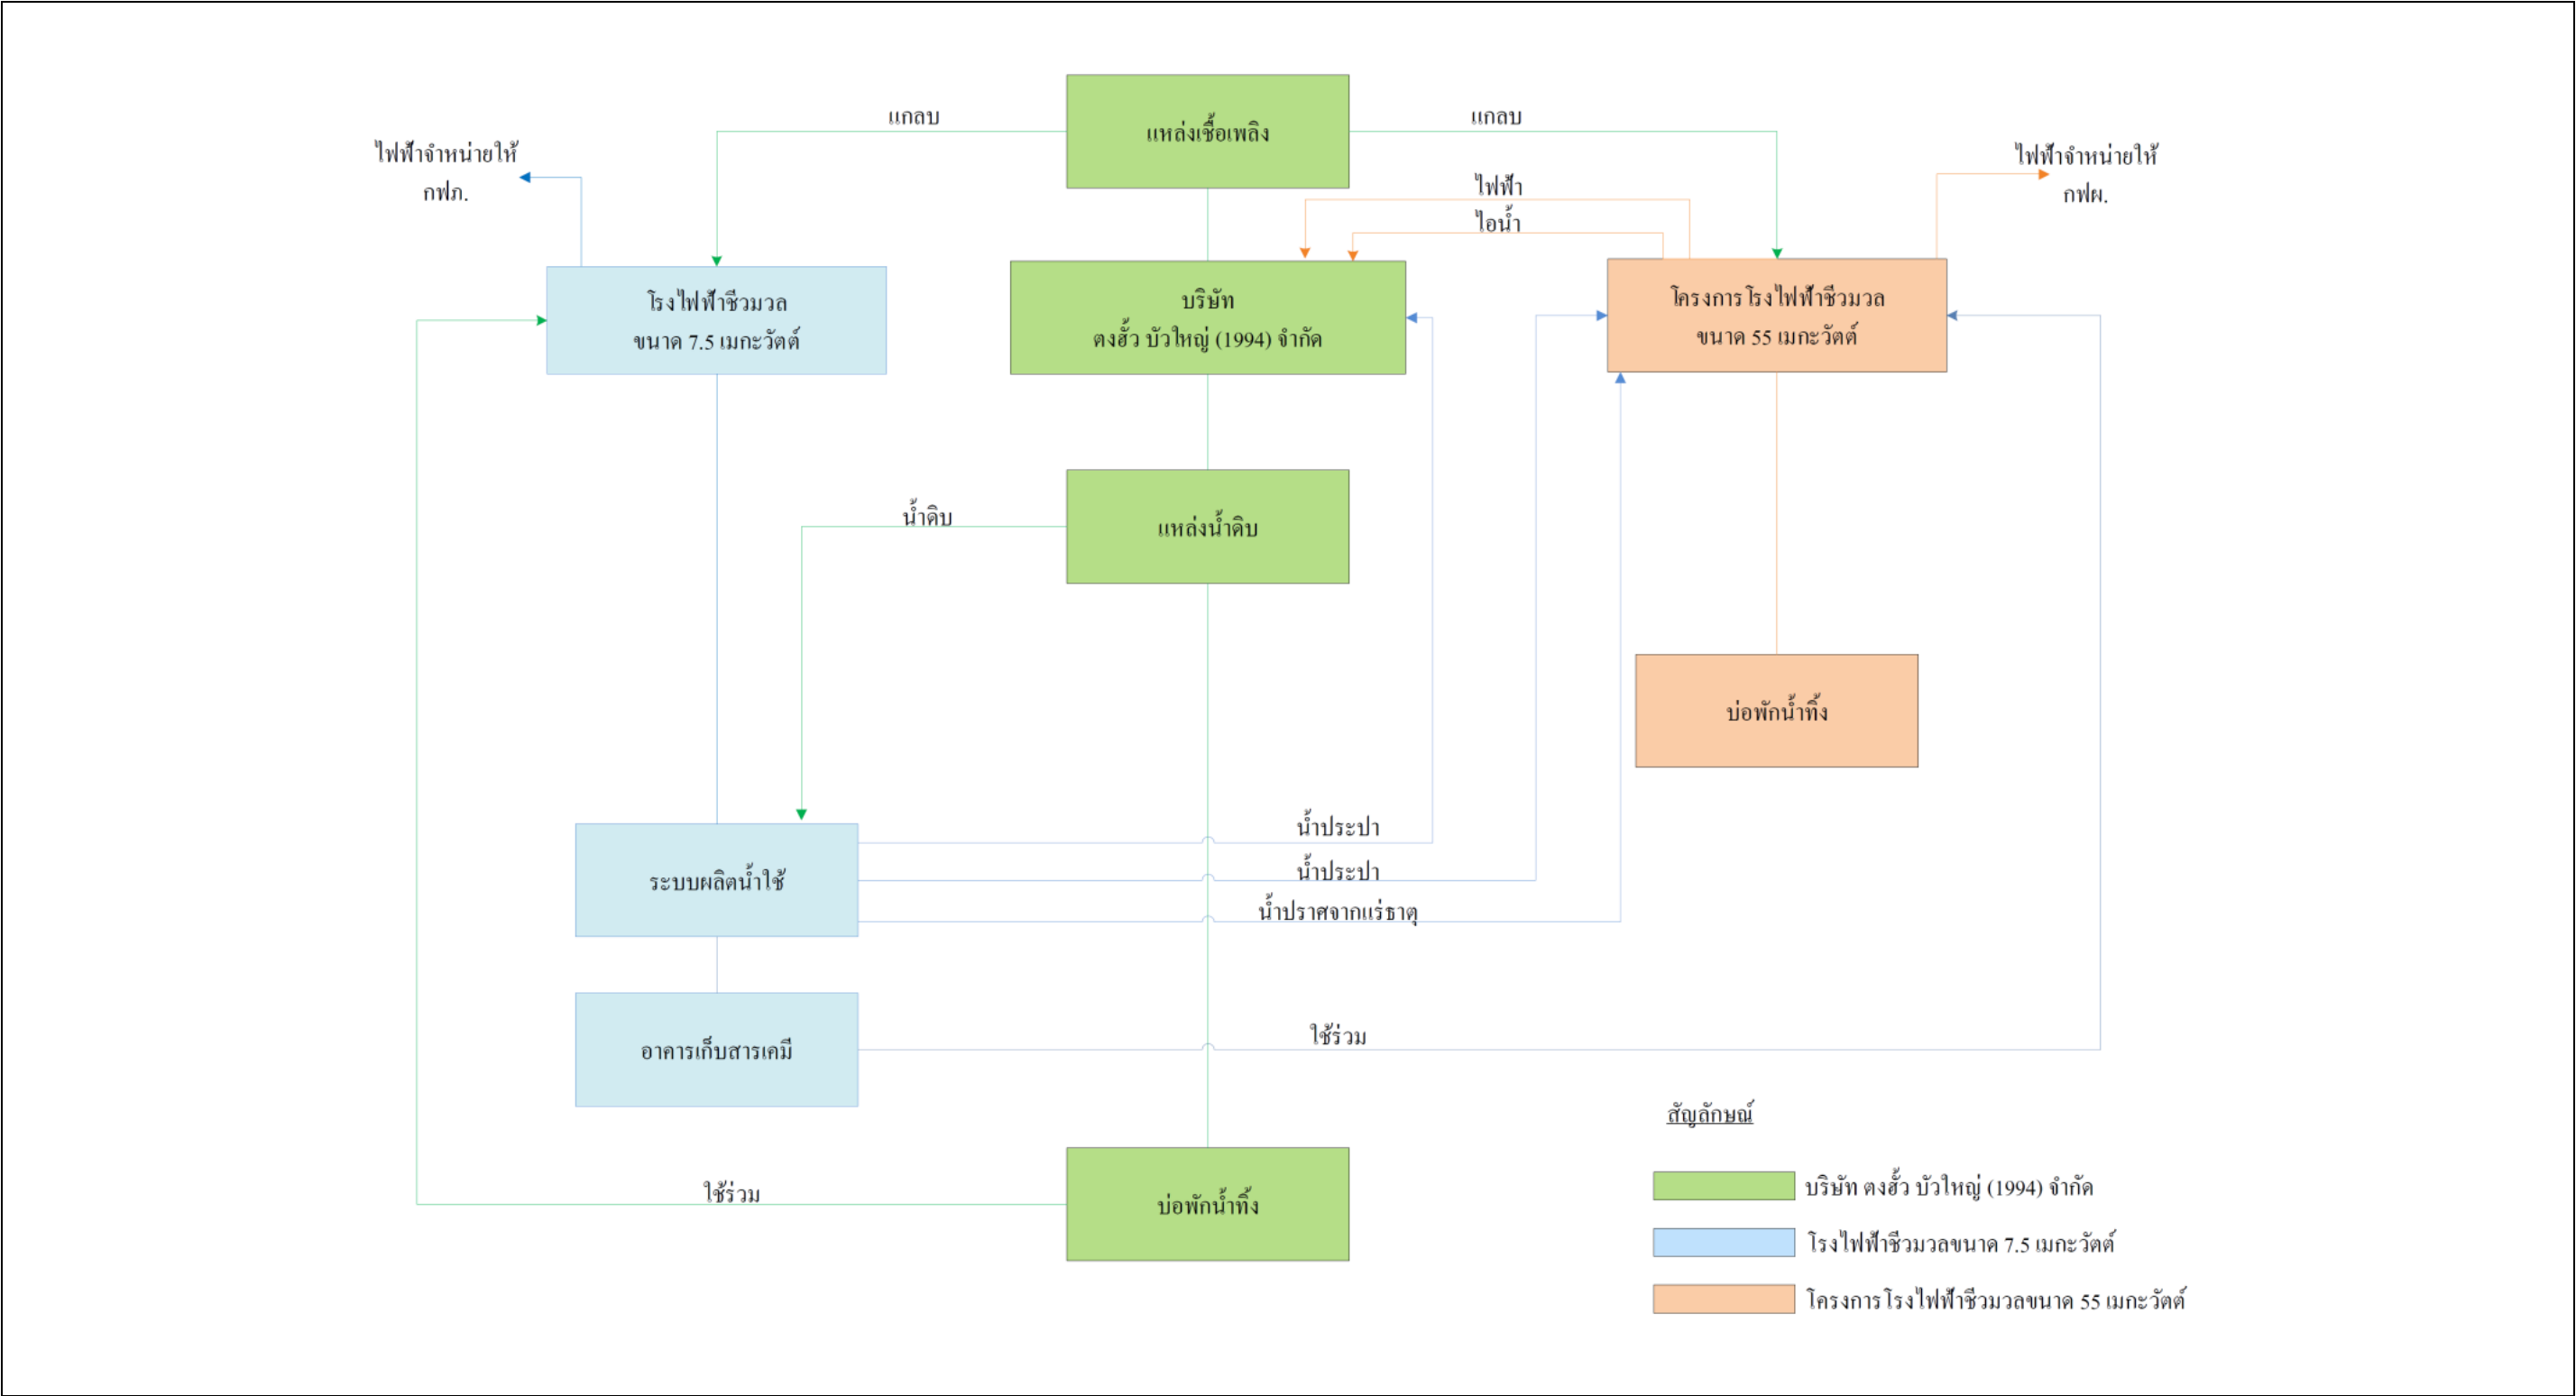 แหล่งเชื้อเพลิง
แกลบ
แกลบ
ไฟฟ้าจำหน่ายให้
กฟภ.
ไฟฟ้าจำหน่ายให้
กฟผ.
ไฟฟ้า
ไอน้ำ
โรงไฟฟ้าชีวมวล
ขนาด 7.5 เมกะวัตต์
บริษัท
ตงฮั้ว บัวใหญ่ (1994) จำกัด
โครงการโรงไฟฟ้าชีวมวล
ขนาด 55 เมกะวัตต์
น้ำดิบ
แหล่งน้ำดิบ
บ่อพักน้ำทิ้ง
น้ำประปา
น้ำประปา
น้ำปราศจากแร่ธาตุ
ระบบผลิตน้ำใช้
ใช้ร่วม
อาคารเก็บสารเคมี
ใช้ร่วม
บ่อพักน้ำทิ้ง
สัญลักษณ์
บริษัท ตงฮั้ว บัวใหญ่ (1994) จำกัด
โรงไฟฟ้าชีวมวลขนาด 7.5 เมกะวัตต์
โครงการโรงไฟฟ้าชีวมวลขนาด 55 เมกะวัตต์